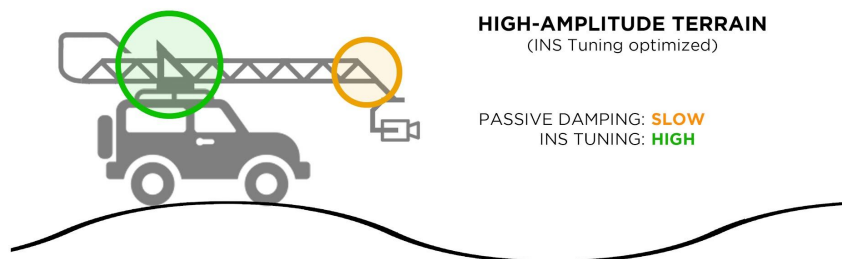 HIGH-AMPLITUDE TERRAIN
(INS Tuning optimized)
PASSIVE DAMPING: SLOW
INS TUNING: HIGH